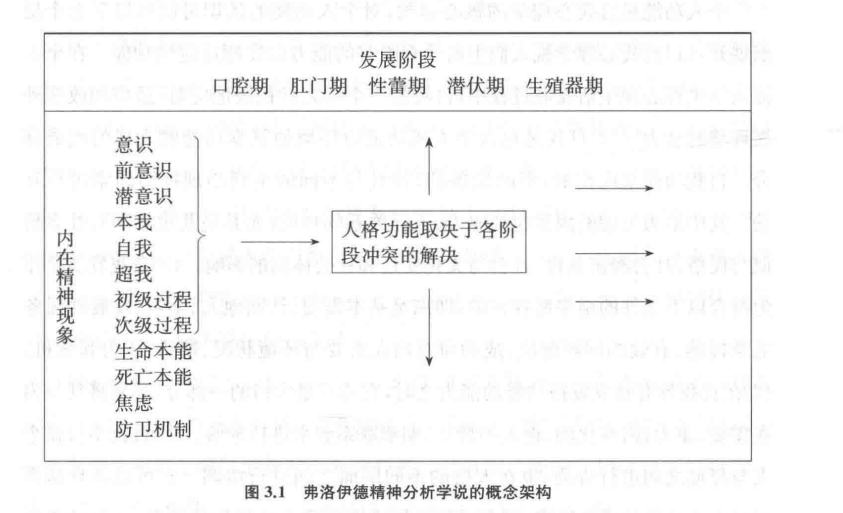 发展阶段
口腔期 肛门期 性蕾期 潜伏期 生殖器期
内在精神现象
意识
前意识
潜意识
本我
自我
超我
初级过程
次级过程
生命本能
死亡本能
焦虑
防卫机制
人格功能取决于各阶
段冲突的解决
图 3.1 弗洛伊德精神分析学说的概念架构